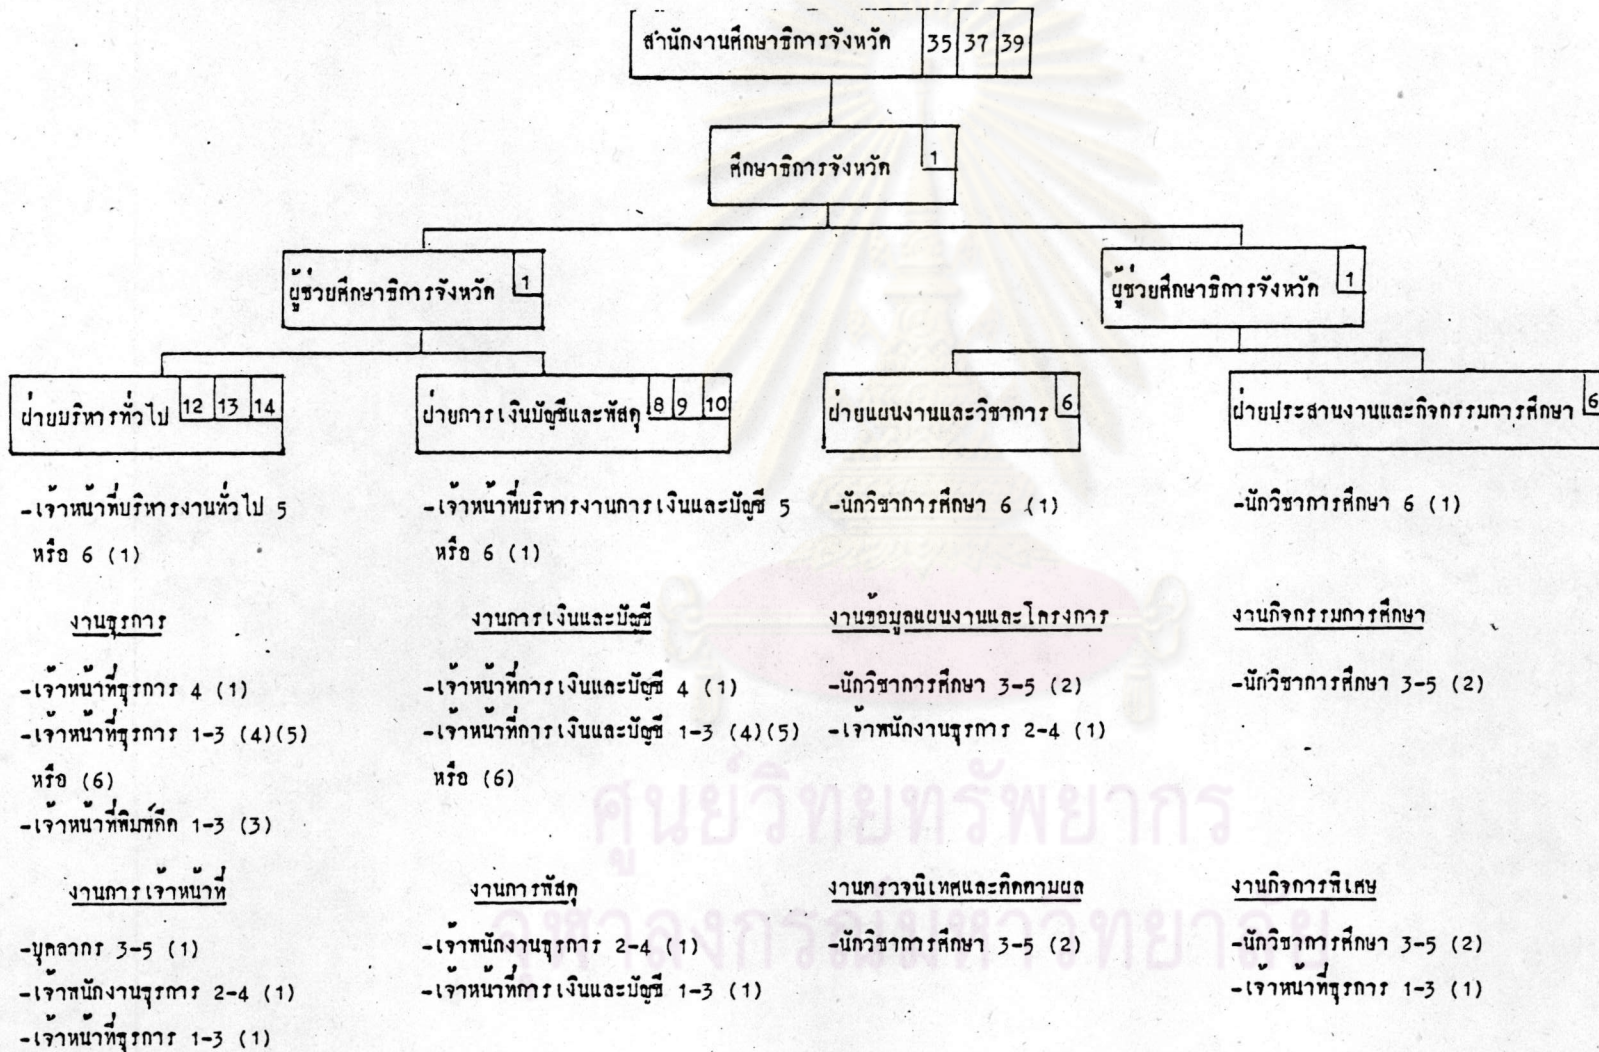 สำนักงานศึกษาธิการจังหวัด 35 37 39
ศึกษาธิการจังหวัด 1
ผู้ช่วยศึกษาธิการจังหวัด 1
ผู้ช่วยศึกษาธิการจังหวัด 1
ฝ่ายบริหารทั่วไป 12 13 14
ฝ่ายการเงินบัญชีและพัสดุ 8 9 10
ฝ่ายแผนงานและวิชาการ 6
ฝ่ายประสานงานและกิจกรรมการศึกษา 6
-เจ้าหน้าที่บริหารงานทั่วไป 5
หรือ 6 (1)
งานธุรการ
-เจ้าหน้าที่ธุรการ 4 (1)
-เจ้าหน้าที่ธุรการ 1-3 (4)(5)
หรือ (6)
-เจ้าหน้าที่พิมพ์ดีด 1-3 (3)
งานการเจ้าหน้าที่
-บุคลากร 3-5 (1)
-เจ้าพนักงานธุรการ 2-4 (1)
-เจ้าหน้าที่ธุรการ 1-3 (1)
-เจ้าหน้าที่บริหารงานการเงินและบัญชี 5
หรือ 6 (1)
งานการเงินและบัญชี
-เจ้าหน้าที่การเงินและบัญชี 4 (1)
-เจ้าหน้าที่การเงินและบัญชี 1-3 (4)(5)
หรือ (6)
งานการพัสดุ
-เจ้าพนักงานธุรการ 2-4 (1)
-เจ้าหน้าที่การเงินและบัญชี 1-3 (1)
-นักวิชาการศึกษา 6 (1)
งานข้อมูลแผนงานและโครงการ
-นักวิชาการศึกษา 3-5 (2)
-เจ้าพนักงานธุรการ 2-4 (1)
งานตรวจนิเทศและติดตามผล
-นักวิชาการศึกษา 3-5 (2)
-นักวิชาการศึกษา 6 (1)
งานกิจกรรมการศึกษา
-นักวิชาการศึกษา 3-5 (2)
งานกิจการพิเศษ
-นักวิชาการศึกษา 3-5 (2)
-เจ้าหน้าที่ธุรการ 1-3 (1)
ศูนย์วิทยทรัพยากร
จุฬาลงกรณ์มหาวิทยาลัย